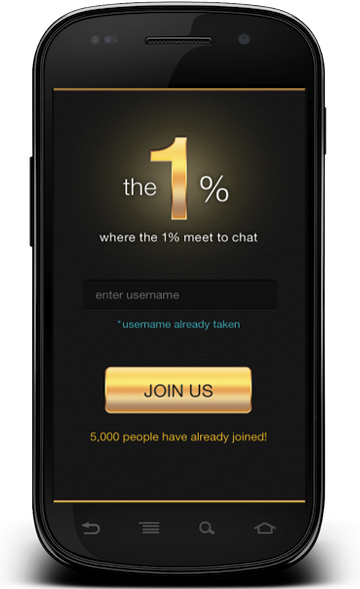 the 1 %
where the 1% meet to chat
enter username
*username already taken
JOIN US
5,000 people have already joined!